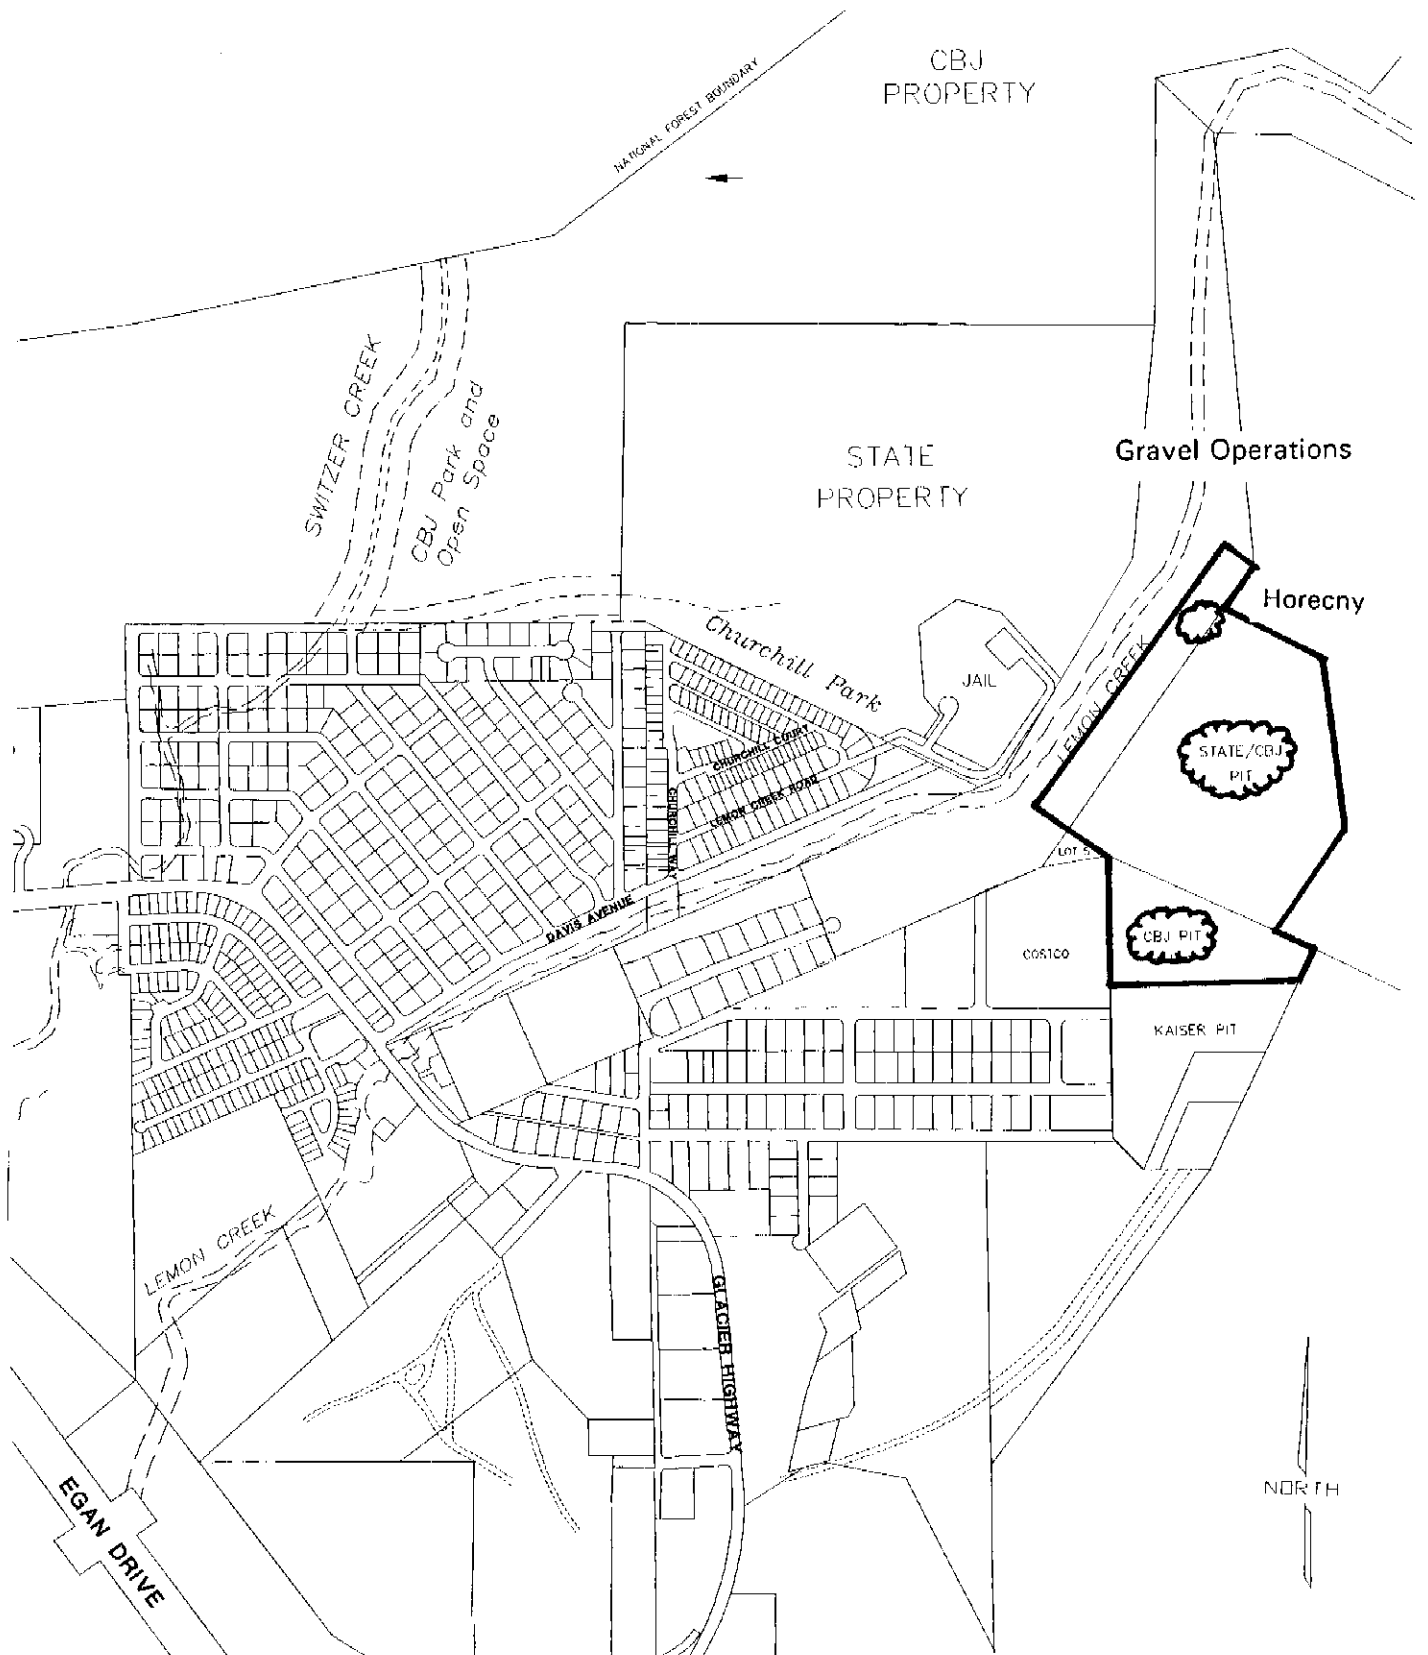 CBJ
PROPERTY
NATIONAL FOREST BOUNDARY
SWITZER CREEK
CBJ Park and
Open Space
STATE
PROPERTY
Gravel Operations
Horecny
Churchill Park
JAIL
LEMON CREEK
STATE/CBJ
PIT
CHURCHILL COURT
LEMON CREEK ROAD
CHURCHILL WAY
LOT 5
DAVIS AVENUE
CBJ PIT
COSTCO
KAISER PIT
LEMON CREEK
GLACIER HIGHWAY
EGAN DRIVE
NORTH